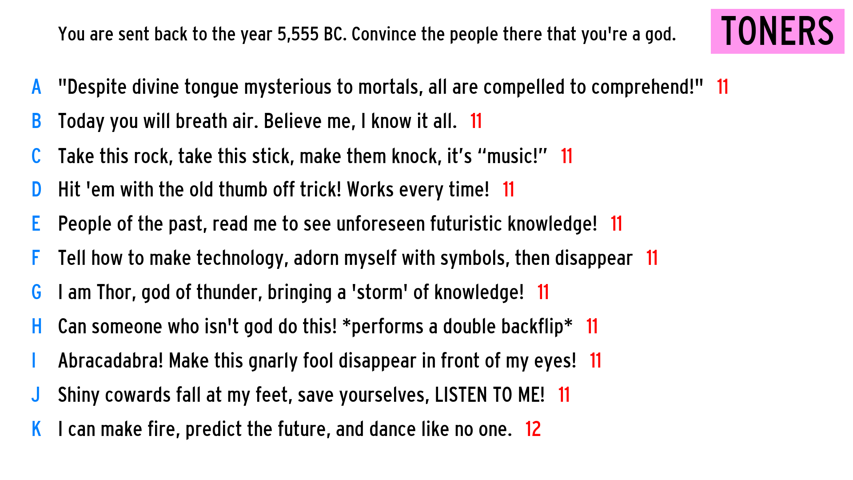 You are sent back to the year 5,555 BC. Convince the people there that you're a god. TONERS
A "Despite divine tongue mysterious to mortals, all are compelled to comprehend!" 11
B Today you will breath air. Believe me, I know it all. 11
C Take this rock, take this stick, make them knock, it’s “music!” 11
D Hit 'em with the old thumb off trick! Works every time! 11
E People of the past, read me to see unforeseen futuristic knowledge! 11
F Tell how to make technology, adorn myself with symbols, then disappear 11
G I am Thor, god of thunder, bringing a 'storm' of knowledge! 11
H Can someone who isn't god do this! *performs a double backflip* 11
I Abracadabra! Make this gnarly fool disappear in front of my eyes! 11
J Shiny cowards fall at my feet, save yourselves, LISTEN TO ME! 11
K I can make fire, predict the future, and dance like no one. 12